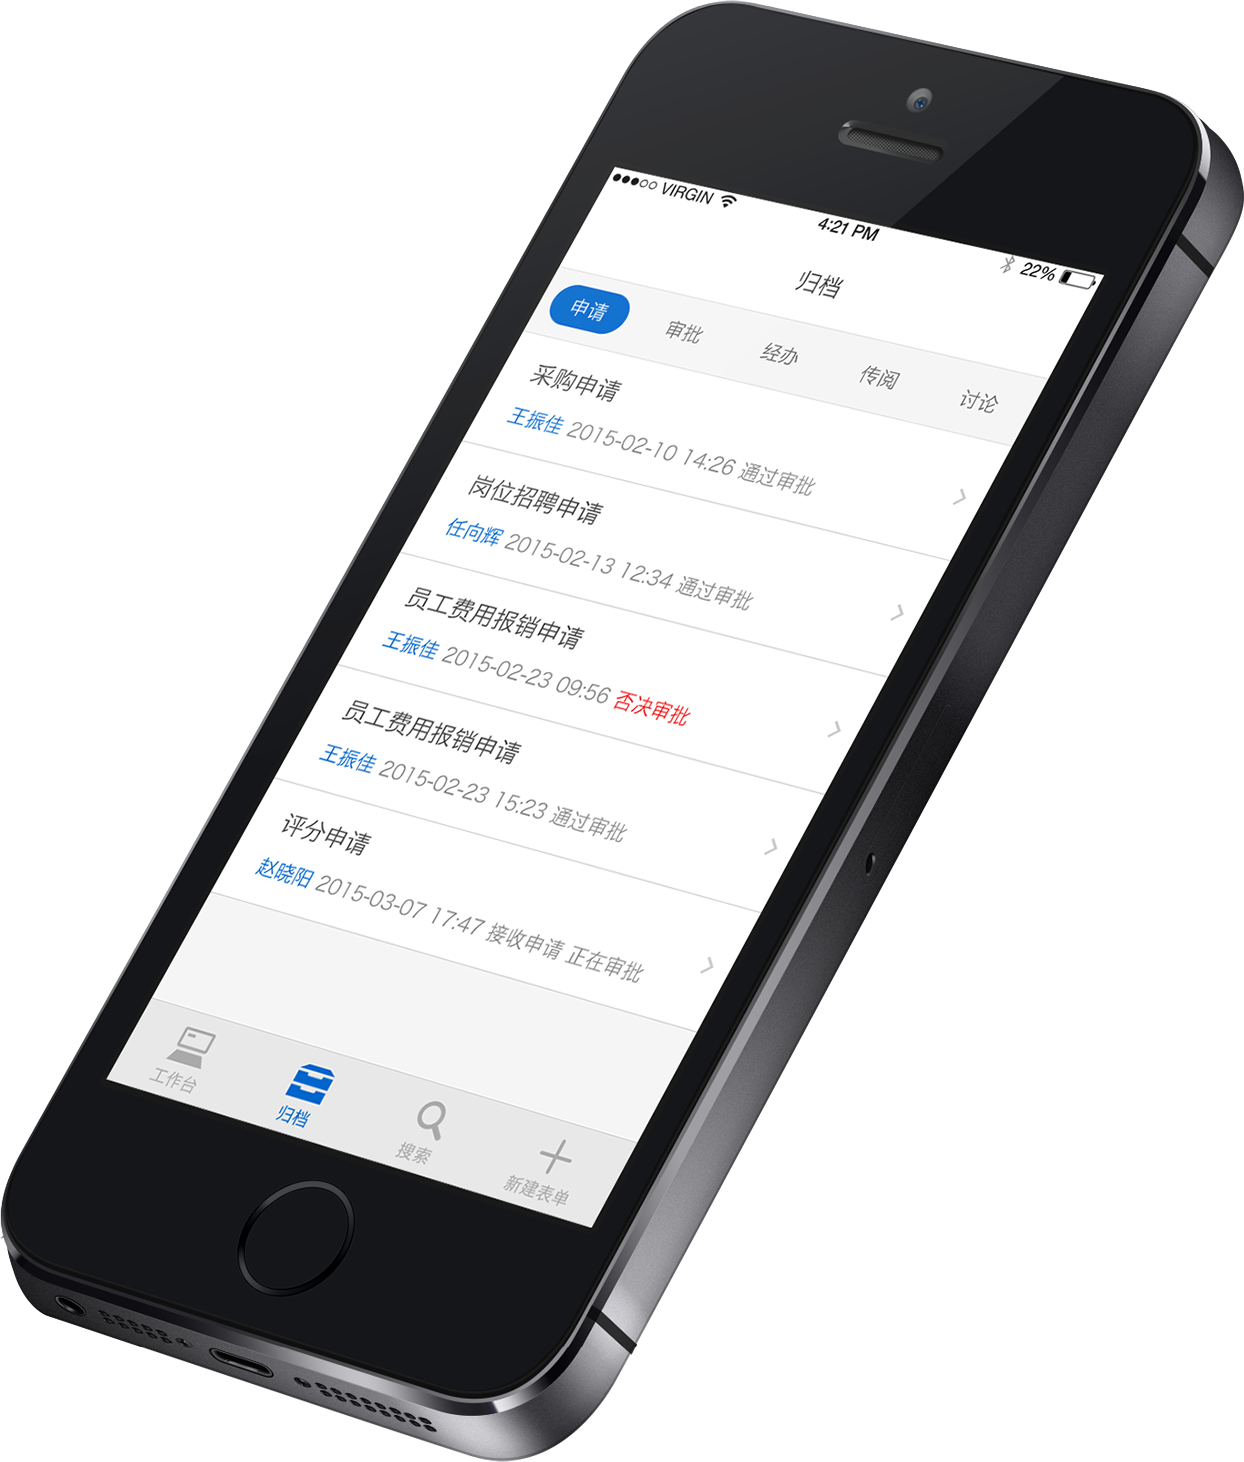 VIRGIN
4:21 PM
22%
归档
申请 审批 经办 传阅 讨论
采购申请
王振佳 2015-02-10 14:26 通过审批
岗位招聘申请
任向辉 2015-02-13 12:34 通过审批
员工费用报销申请
王振佳 2015-02-23 09:56 否决审批
员工费用报销申请
王振佳 2015-02-23 15:23 通过审批
评分申请
赵晓阳 2015-03-07 17:47 接收申请 正在审批
工作台 归档 搜索 新建表单